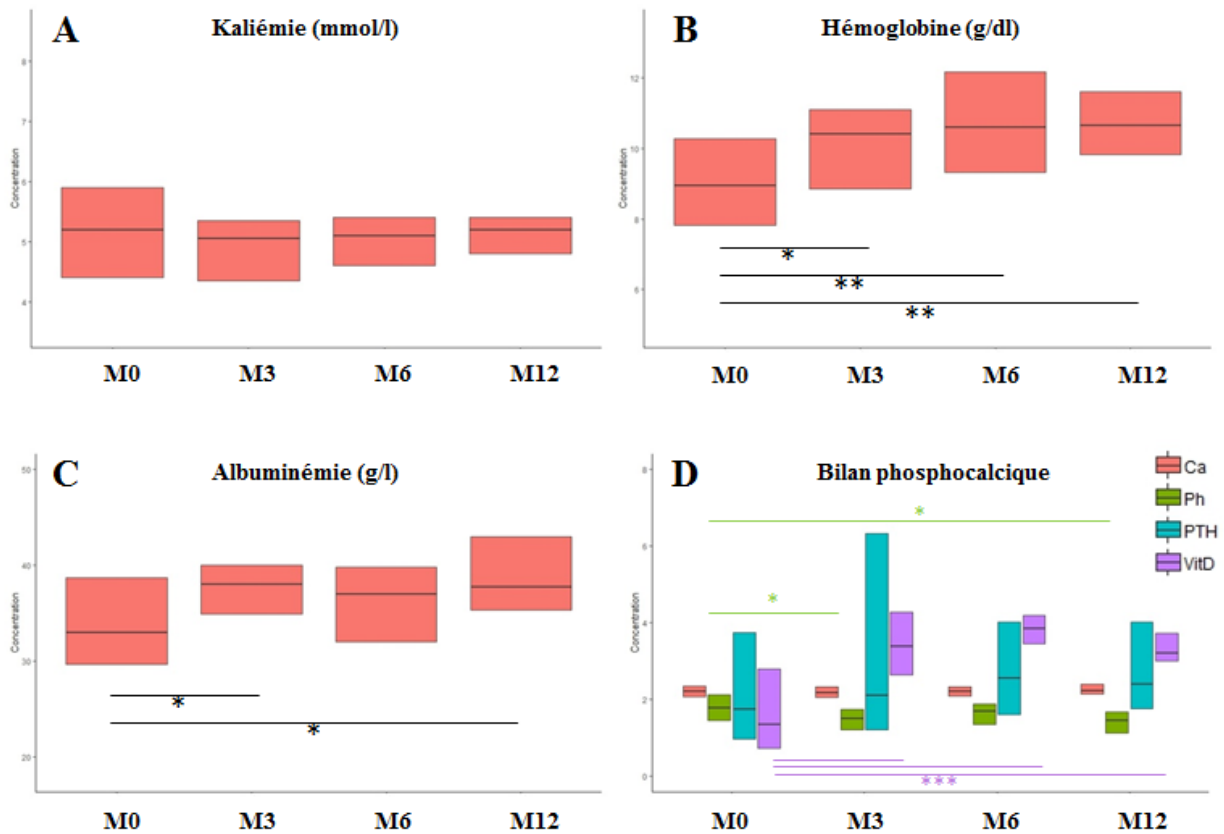 A
Kaliémie (mmol/l)
Concentration
8
7
6
5
4
M0 M3 M6 M12
B
Hémoglobine (g/dl)
Concentration
12
10
8
6
*
**
**
M0 M3 M6 M12
C
Albuminémie (g/l)
Concentration
50
40
30
20
*
*
M0 M3 M6 M12
D
Bilan phosphocalcique
Concentration
8
6
4
2
0
*
*
***
Ca
Ph
PTH
VitD
M0 M3 M6 M12